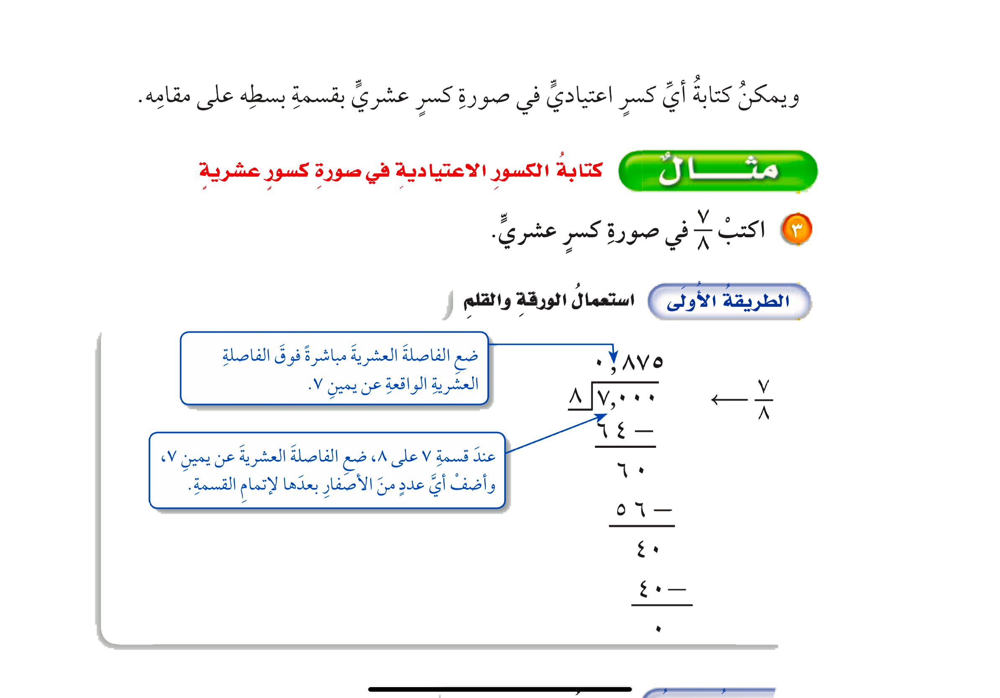 ويمكنُ كتابةُ أيِّ كسرٍ اعتياديٍّ في صورةِ كسرٍ عشريٍّ بقسمةِ بسطِه على مقامِه.
مثــالٌ كتابةُ الكسورِ الاعتياديةِ في صورةِ كسورٍ عشريةٍ
٣ اكتبْ ٧/٨ في صورةِ كسرٍ عشريٍّ.
الطريقةُ الأُولَى استعمالُ الورقةِ والقلمِ
ضعِ الفاصلةَ العشريةَ مباشرةً فوقَ الفاصلةِ
العشريةِ الواقعةِ عن يمينِ ٧.
٠,٨٧٥
٧/٨ ← ٨ ٧,٠٠٠
٦٤ −
٦٠
٥٦ −
٤٠
٤٠ −
٠
عندَ قسمةِ ٧ على ٨، ضعِ الفاصلةَ العشريةَ عن يمينِ ٧،
وأضفْ أيَّ عددٍ منَ الأصفارِ بعدَها لإتمامِ القسمةِ.